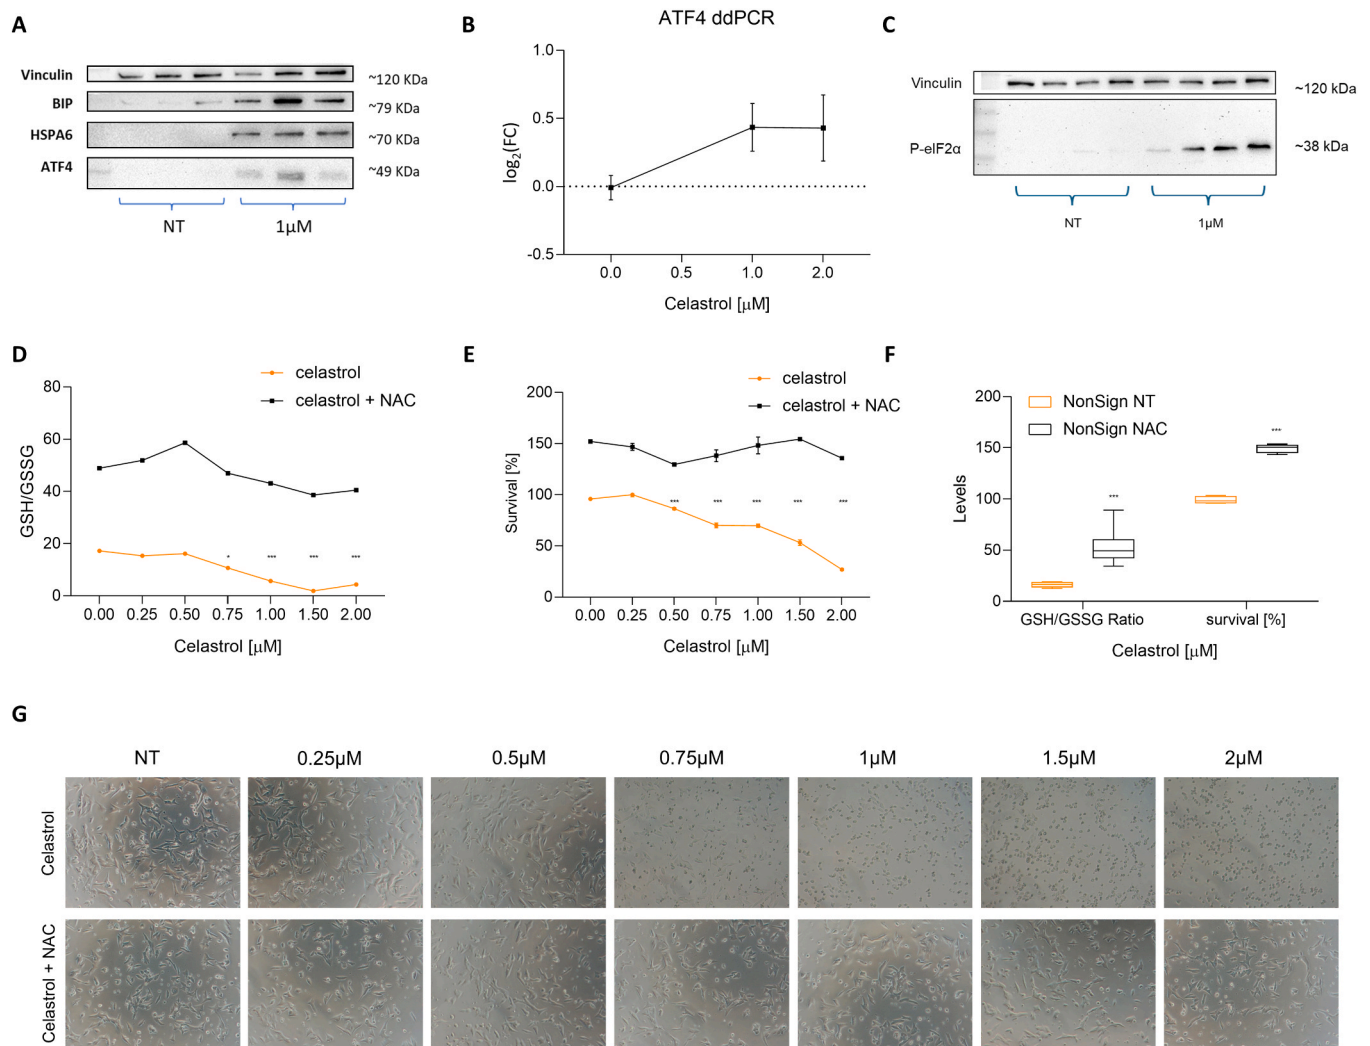 A
Vinculin
~120 KDa
BIP
~79 KDa
HSPA6
~70 KDa
ATF4
~49 KDa
NT
1µM
B
ATF4 ddPCR
log2(FC)
1.0
0.5
0.0
-0.5
0.0
0.5
1.0
2.0
Celastrol [µM]
C
Vinculin
~120 kDa
P-eIF2α
~38 kDa
NT
1µM
D
celastrol
celastrol + NAC
GSH/GSSG
80
60
40
20
0
* *** *** ***
0.00 0.25 0.50 0.75 1.00 1.50 2.00
Celastrol [µM]
E
celastrol
celastrol + NAC
Survival [%]
200
150
100
50
0
*** *** *** *** ***
0.00 0.25 0.50 0.75 1.00 1.50 2.00
Celastrol [µM]
F
NonSign NT
NonSign NAC
Levels
200
150
100
50
0
***
***
GSH/GSSG Ratio
survival [%]
Celastrol [µM]
G
NT
0.25µM
0.5µM
0.75µM
1µM
1.5µM
2µM
Celastrol
Celastrol + NAC